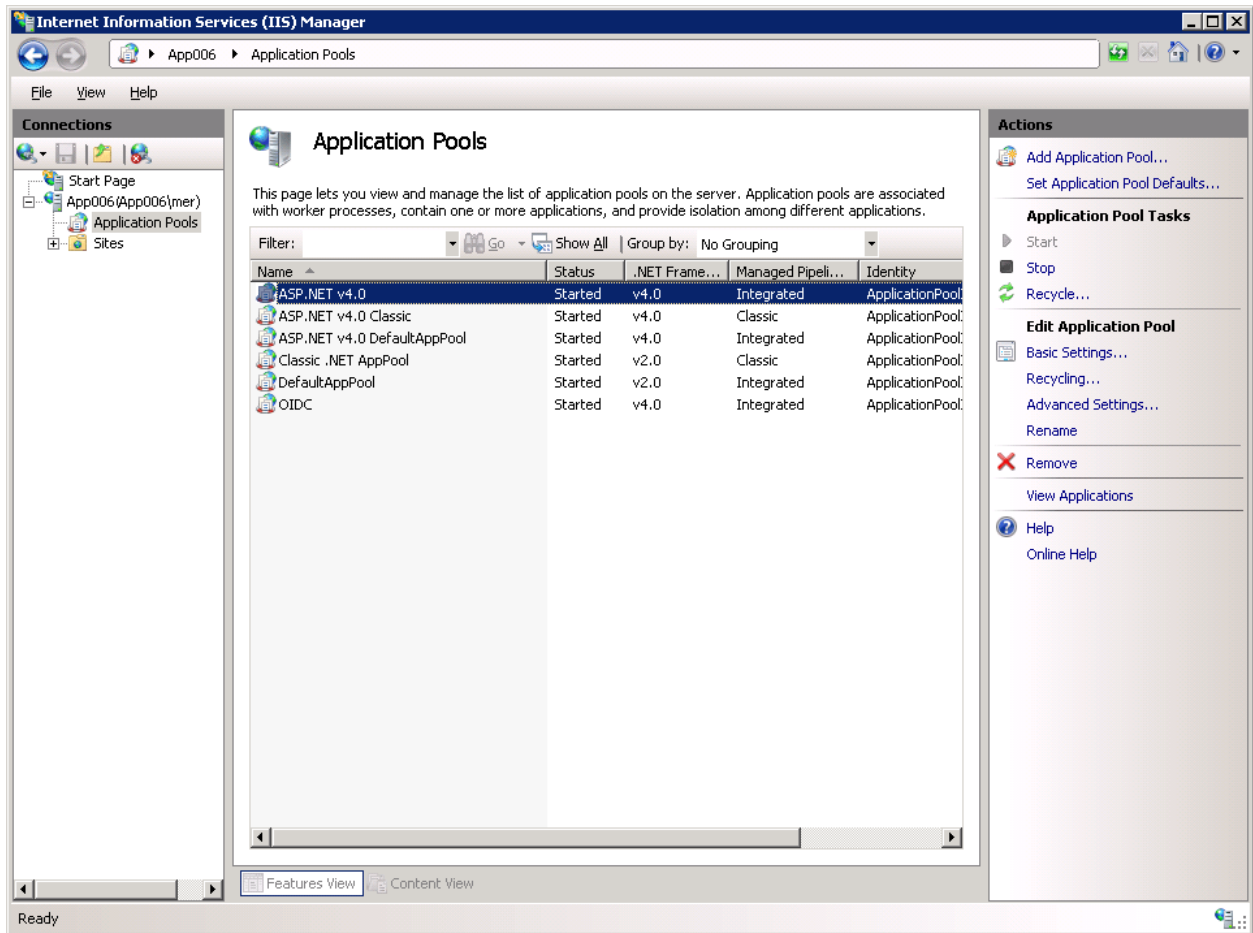 Internet Information Services (IIS) Manager
App006 Application Pools
File View Help
Connections
Start Page
App006 (App006\mer)
Application Pools
Sites
Application Pools
This page lets you view and manage the list of application pools on the server. Application pools are associated
with worker processes, contain one or more applications, and provide isolation among different applications.
Filter: Go Show All Group by: No Grouping
Name Status .NET Frame... Managed Pipeli... Identity
ASP.NET v4.0 Started v4.0 Integrated ApplicationPool
ASP.NET v4.0 Classic Started v4.0 Classic ApplicationPool
ASP.NET v4.0 DefaultAppPool Started v4.0 Integrated ApplicationPool
Classic .NET AppPool Started v2.0 Classic ApplicationPool
DefaultAppPool Started v2.0 Integrated ApplicationPool
OIDC Started v4.0 Integrated ApplicationPool
Features View Content View
Actions
Add Application Pool...
Set Application Pool Defaults...
Application Pool Tasks
Start
Stop
Recycle...
Edit Application Pool
Basic Settings...
Recycling...
Advanced Settings...
Rename
Remove
View Applications
Help
Online Help
Ready